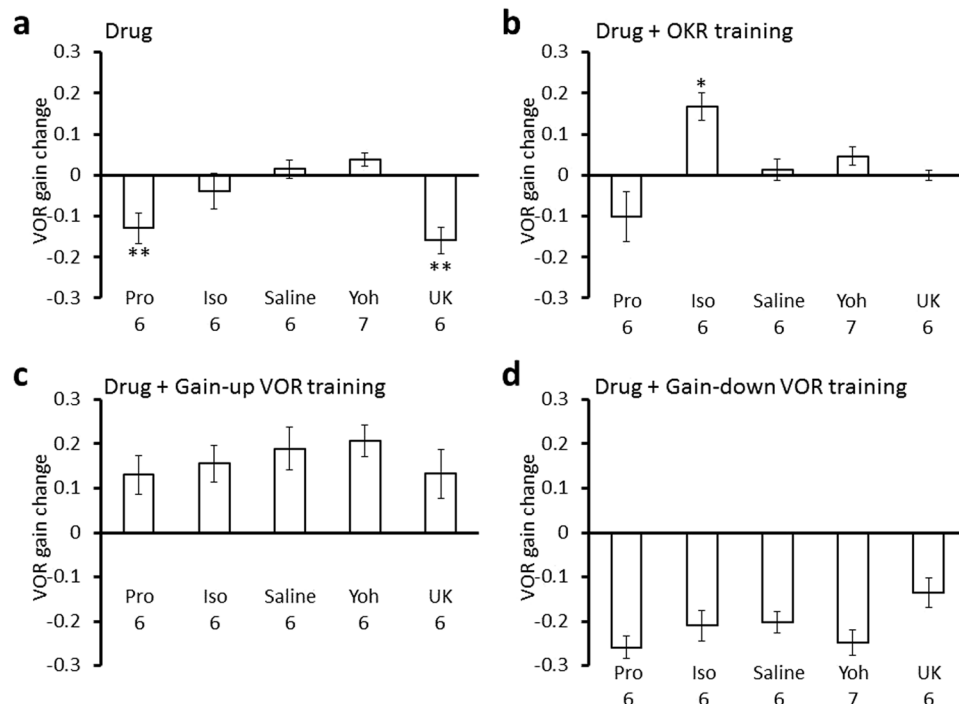 a Drug
0.3
0.2
0.1
0
-0.1
-0.2
-0.3
VOR gain change
** **
Pro Iso Saline Yoh UK
6 6 6 7 6
b Drug + OKR training
0.3
0.2
0.1
0
-0.1
-0.2
-0.3
VOR gain change
*
Pro Iso Saline Yoh UK
6 6 6 7 6
c Drug + Gain-up VOR training
0.3
0.2
0.1
0
-0.1
-0.2
-0.3
VOR gain change
Pro Iso Saline Yoh UK
6 6 6 6 6
d Drug + Gain-down VOR training
0.3
0.2
0.1
0
-0.1
-0.2
-0.3
VOR gain change
Pro Iso Saline Yoh UK
6 6 6 7 6